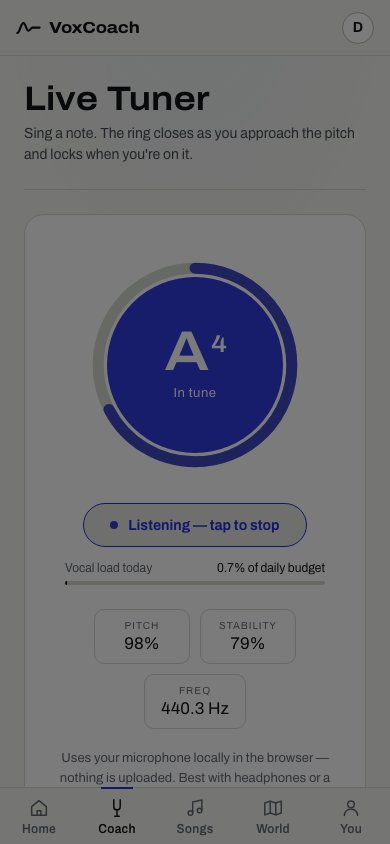 VoxCoach
D
Live Tuner
Sing a note. The ring closes as you approach the pitch
and locks when you're on it.
A4
In tune
Listening — tap to stop
Vocal load today 0.7% of daily budget
PITCH STABILITY
98% 79%
FREQ
440.3 Hz
Uses your microphone locally in the browser —
nothing is uploaded. Best with headphones or a
Home Coach Songs World You